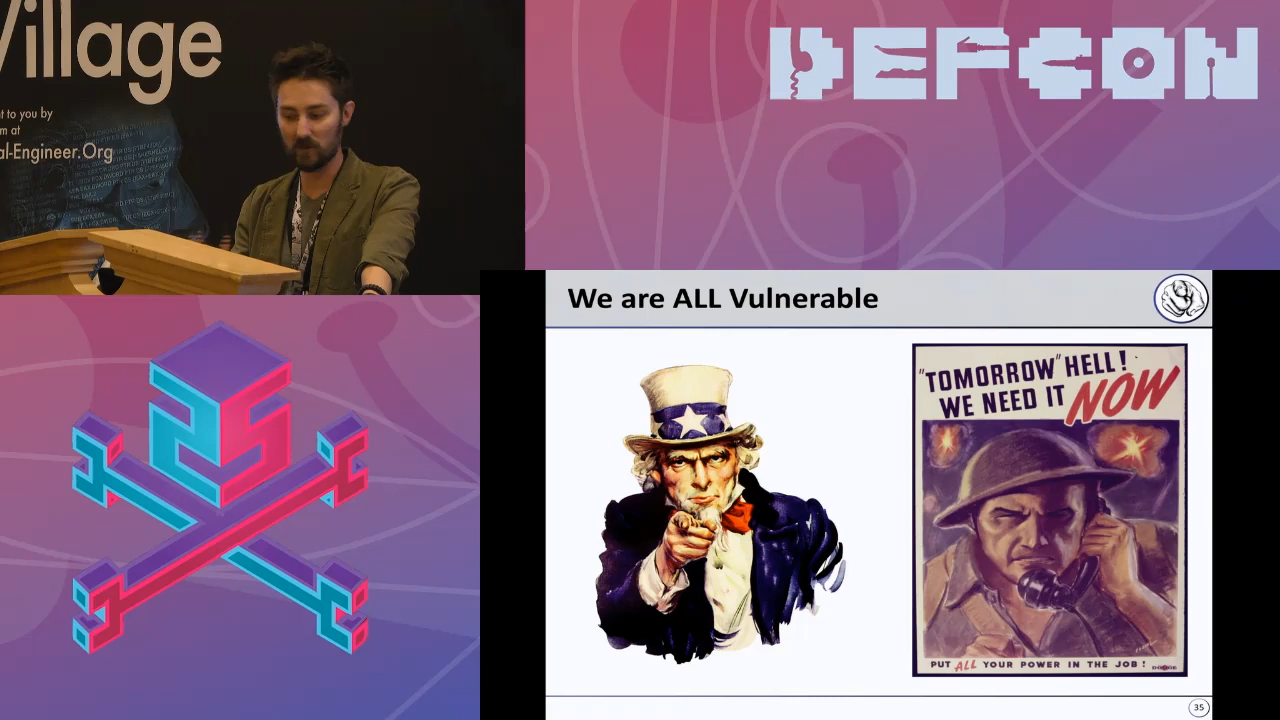 Village
t to you by
m at
al-Engineer.Org
DEFCON
We are ALL Vulnerable
"TOMORROW" HELL!
WE NEED IT NOW
PUT ALL YOUR POWER IN THE JOB!
35